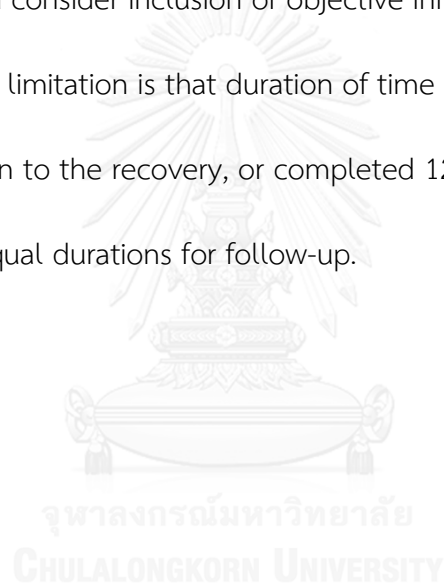 consider inclusion of objective
limitation is that duration of time
to the recovery, or completed
durations for follow-up.
จุฬาลงกรณ์มหาวิทยาลัย
CHULALONGKORN UNIVERSITY